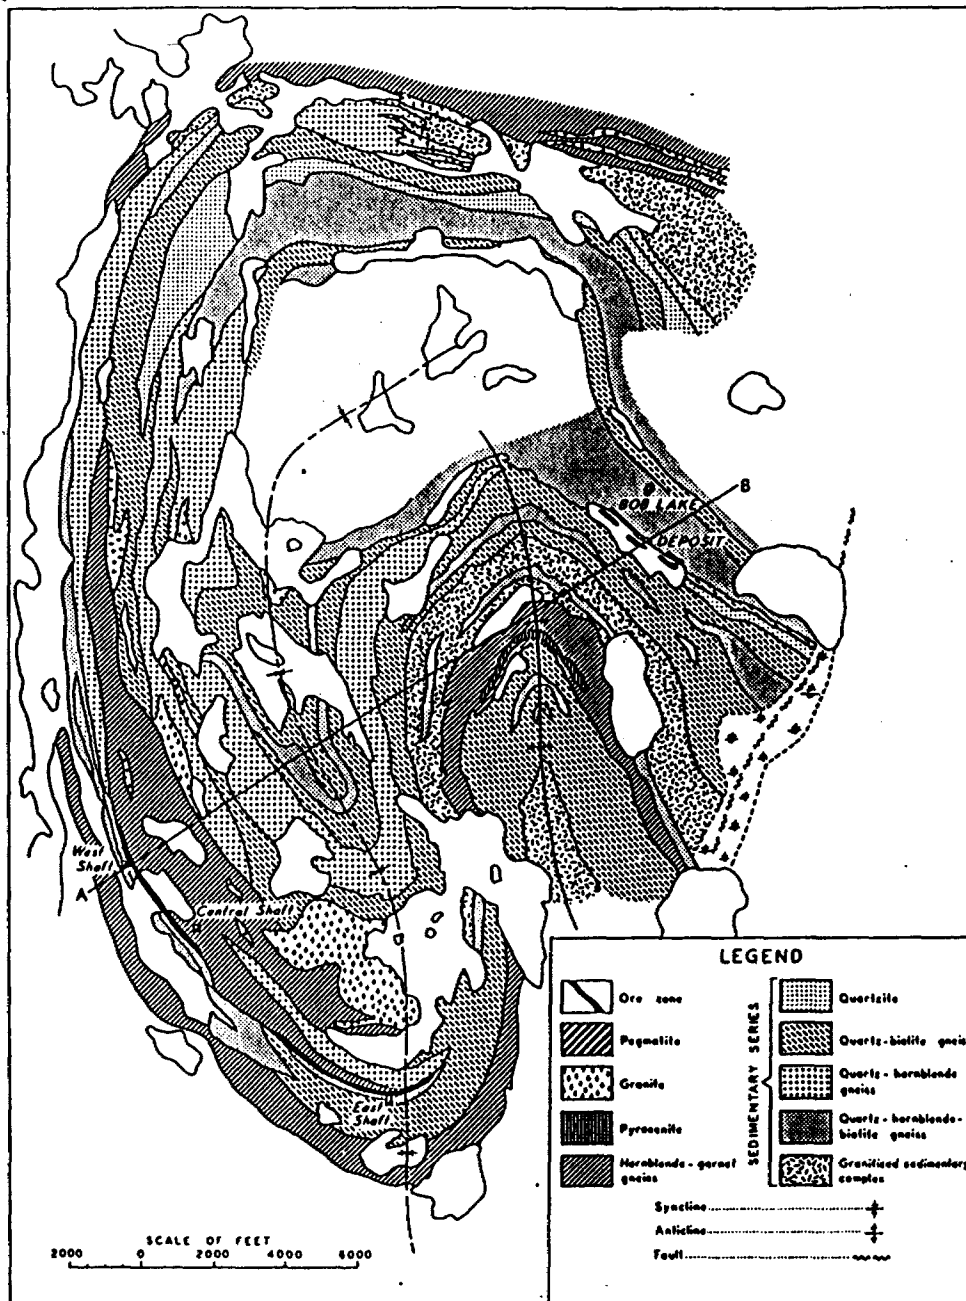 B
BOB LAKE
DEPOSIT
West
Shaft
A
Central Shaft
East
Shaft
SCALE OF FEET
2000 0 2000 4000 6000
LEGEND
Ore zone
Pegmatite
Granite
Pyroxenite
Hornblende - garnet
gneiss
SEDIMENTARY SERIES
Quartzite
Quartz - biotite gneis
Quartz - hornblende
gneiss
Quartz - hornblende -
biotite gneiss
Granitized sedimentary
complex
Syncline
Anticline
Fault